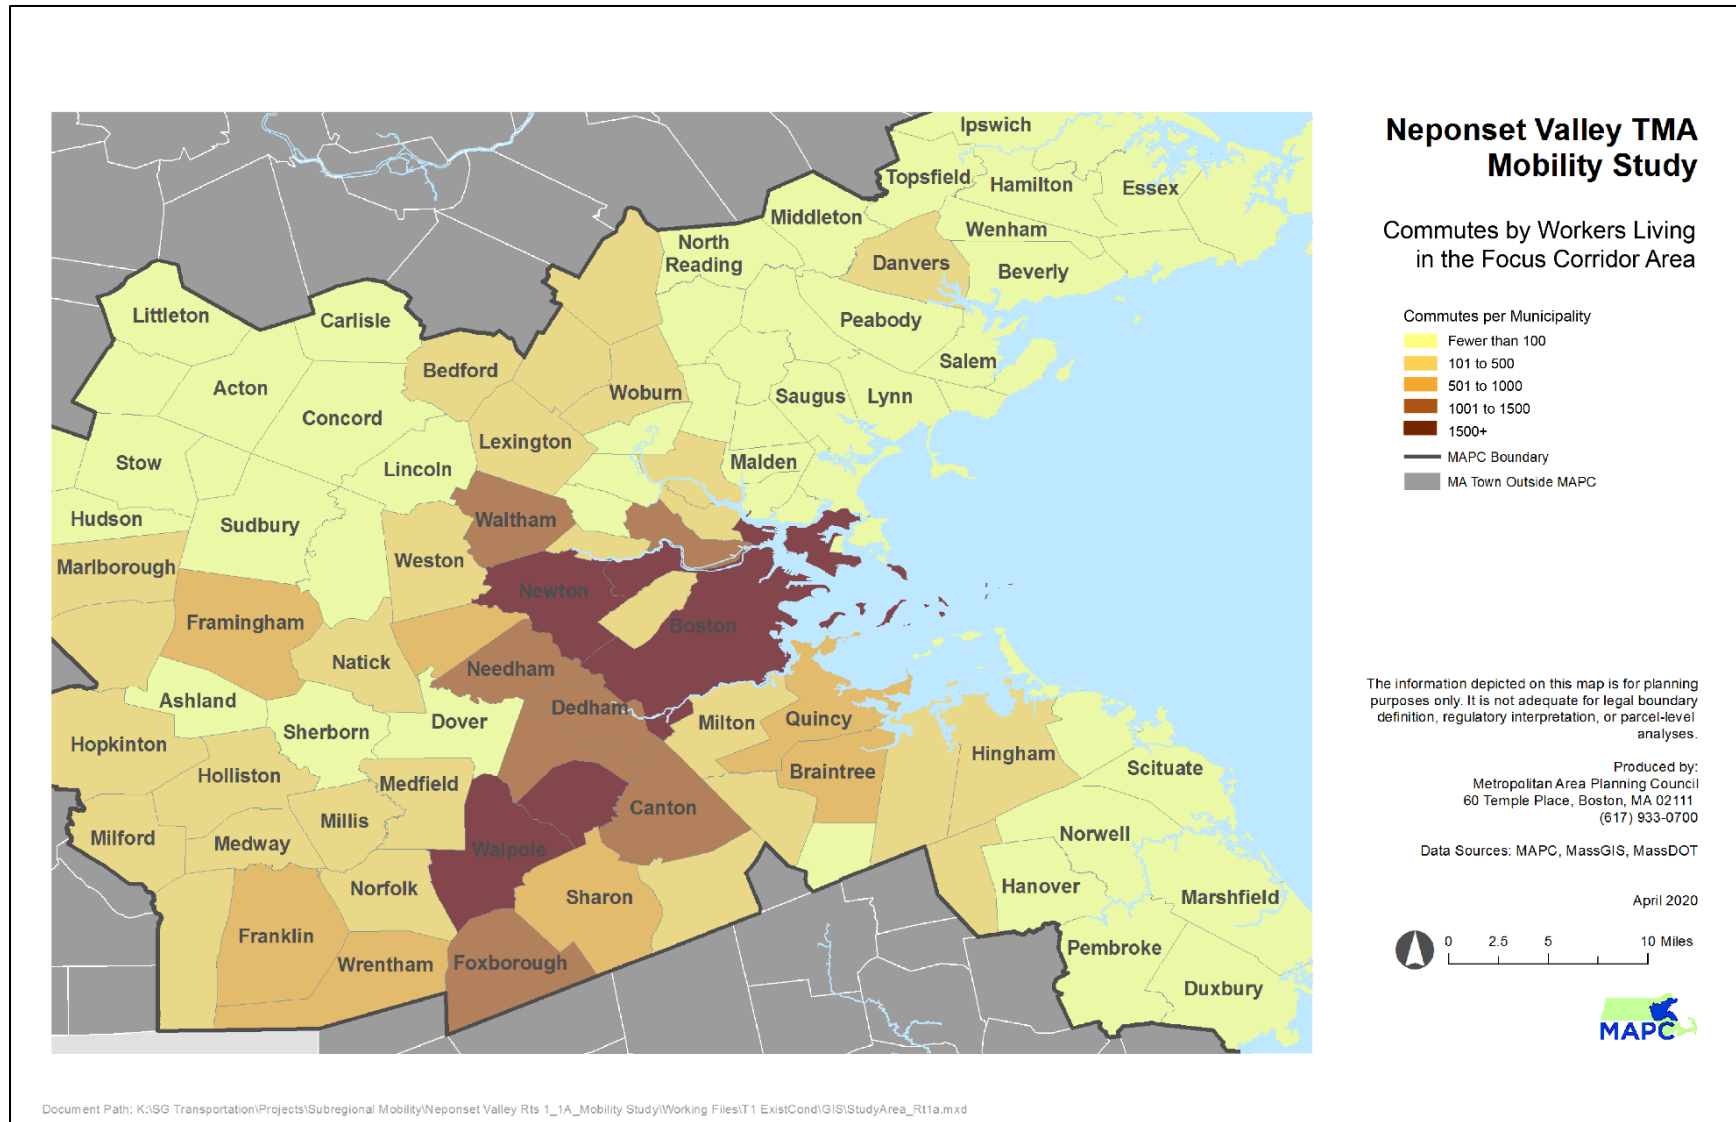 Neponset Valley TMA
Mobility Study
Commutes by Workers Living
in the Focus Corridor Area
Commutes per Municipality
Fewer than 100
101 to 500
501 to 1000
1001 to 1500
1500+
MAPC Boundary
MA Town Outside MAPC
Ipswich
Topsfield
Hamilton
Essex
Middleton
Wenham
North
Reading
Danvers
Beverly
Littleton
Carlisle
Peabody
Bedford
Salem
Acton
Woburn
Saugus
Lynn
Concord
Lexington
Stow
Lincoln
Malden
Hudson
Sudbury
Waltham
Marlborough
Weston
Newton
Framingham
Boston
Natick
Needham
Ashland
Dedham
Sherborn
Dover
Milton
Quincy
Hopkinton
Hingham
Holliston
Medfield
Braintree
Scituate
Canton
Milford
Millis
Medway
Walpole
Norwell
Norfolk
Sharon
Hanover
Marshfield
Franklin
Wrentham
Foxborough
Pembroke
Duxbury
The information depicted on this map is for planning
purposes only. It is not adequate for legal boundary
definition, regulatory interpretation, or parcel-level
analyses.
Produced by:
Metropolitan Area Planning Council
60 Temple Place, Boston, MA 02111
(617) 933-0700
Data Sources: MAPC, MassGIS, MassDOT
April 2020
0 2.5 5 10 Miles
MAPC
Document Path: K:\SG Transportation\Projects\Subregional Mobility\Neponset Valley Rts 1_1A_Mobility Study\Working Files\T1 ExistCond\GIS\StudyArea_Rt1a.mxd